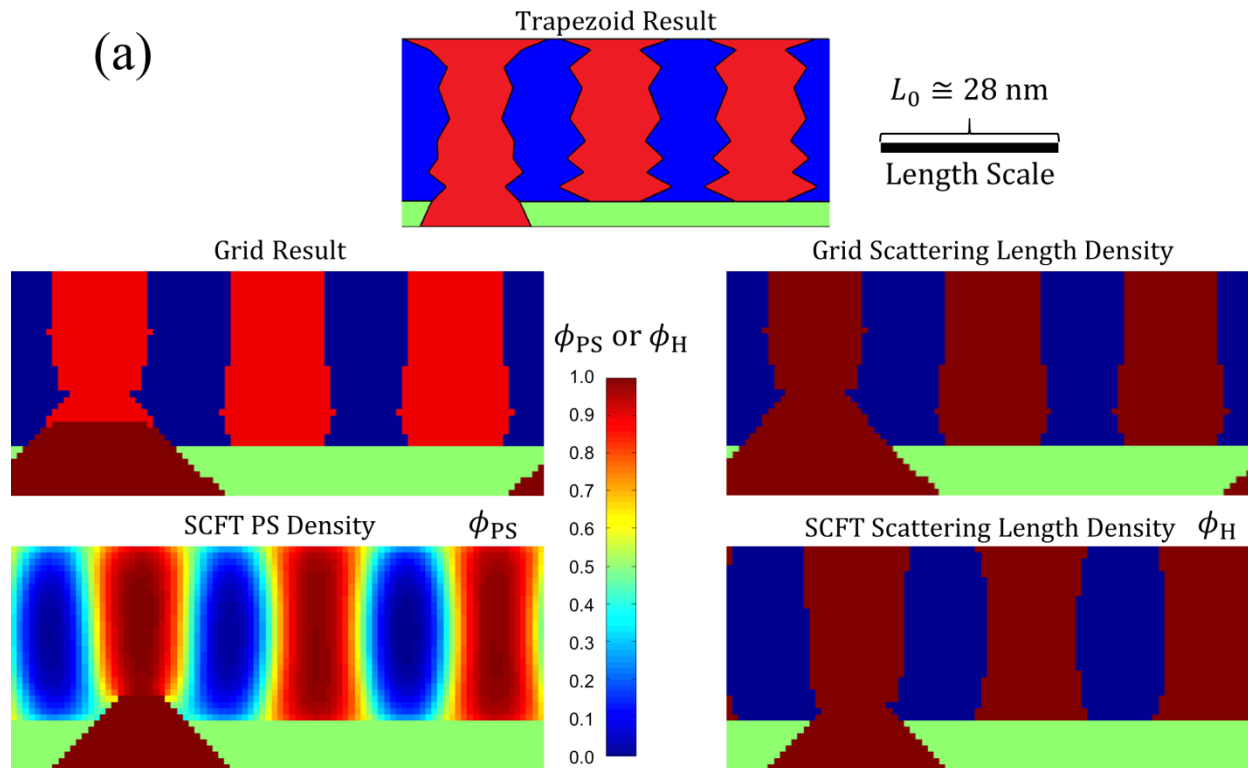 Trapezoid Result
(a)
L₀ ≅ 28 nm
Length Scale
Grid Result
Grid Scattering Length Density
ϕPS or ϕH
1.0
0.9
0.8
0.7
0.6
0.5
0.4
0.3
0.2
0.1
0.0
SCFT PS Density ϕPS
SCFT Scattering Length Density ϕH